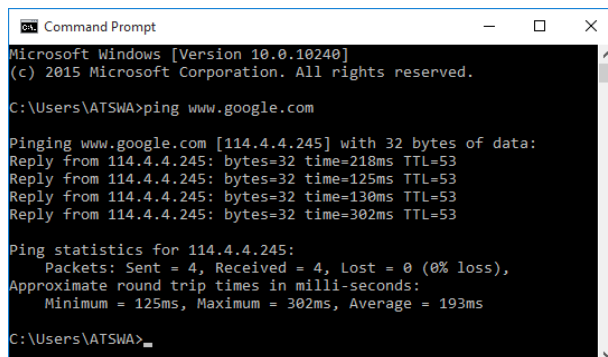 Command Prompt
Microsoft Windows [Version 10.0.10240]
(c) 2015 Microsoft Corporation. All rights reserved.
C:\Users\ATSWA>ping www.google.com
Pinging www.google.com [114.4.4.245] with 32 bytes of data:
Reply from 114.4.4.245: bytes=32 time=218ms TTL=53
Reply from 114.4.4.245: bytes=32 time=125ms TTL=53
Reply from 114.4.4.245: bytes=32 time=130ms TTL=53
Reply from 114.4.4.245: bytes=32 time=302ms TTL=53
Ping statistics for 114.4.4.245:
    Packets: Sent = 4, Received = 4, Lost = 0 (0% loss),
Approximate round trip times in milli-seconds:
    Minimum = 125ms, Maximum = 302ms, Average = 193ms
C:\Users\ATSWA>_